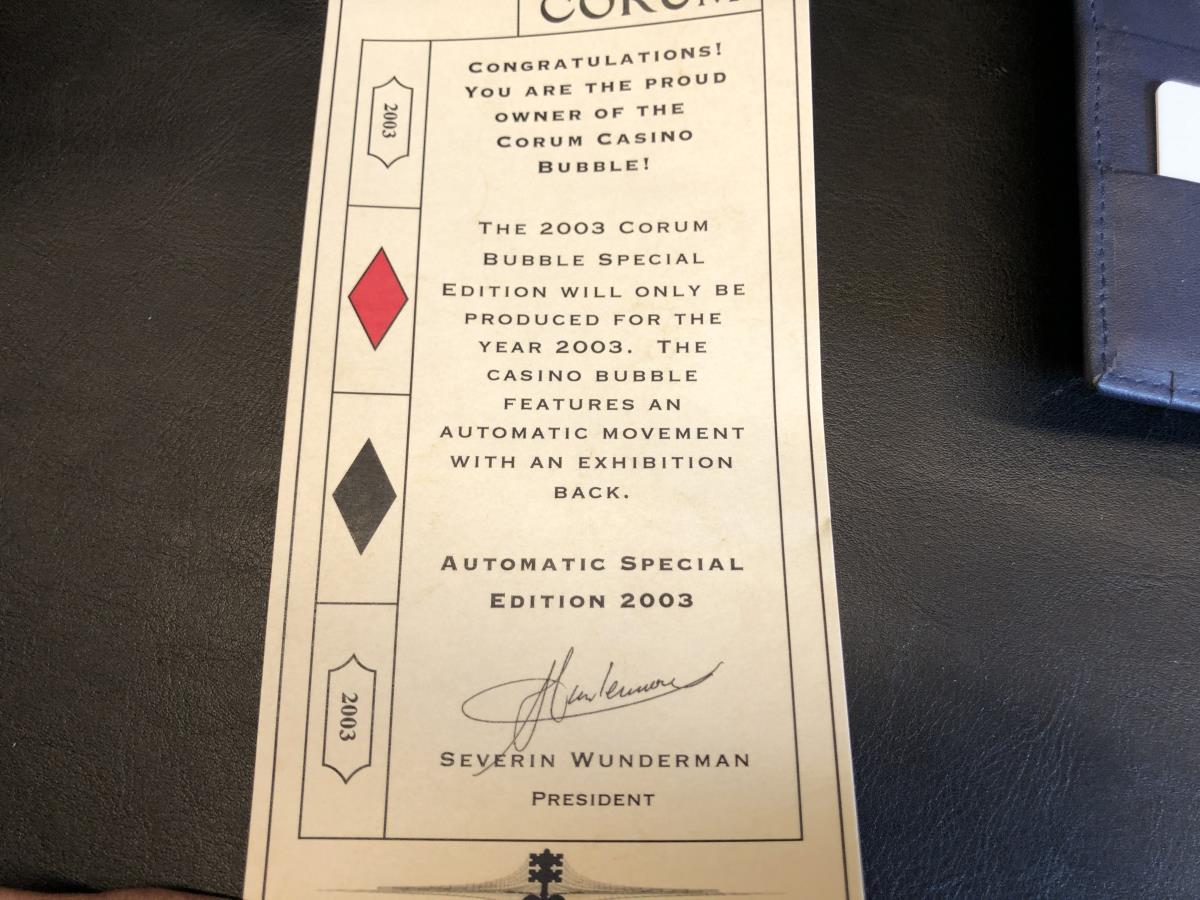 CORUM
CONGRATULATIONS!
YOU ARE THE PROUD
OWNER OF THE
CORUM CASINO
BUBBLE!
2003
THE 2003 CORUM
BUBBLE SPECIAL
EDITION WILL ONLY BE
PRODUCED FOR THE
YEAR 2003. THE
CASINO BUBBLE
FEATURES AN
AUTOMATIC MOVEMENT
WITH AN EXHIBITION
BACK.
AUTOMATIC SPECIAL
EDITION 2003
2003
SEVERIN WUNDERMAN
PRESIDENT